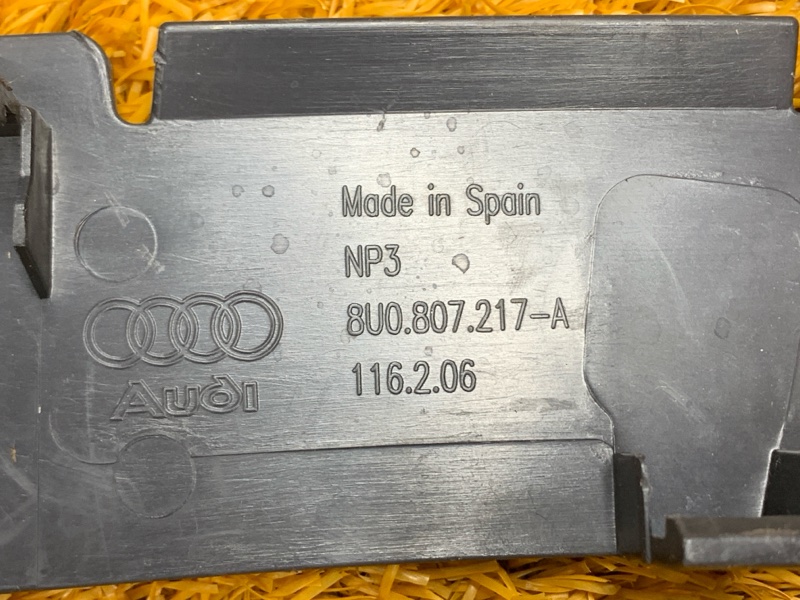 Made in Spain
NP3
8U0.807.217-A
116.2.06
Audi